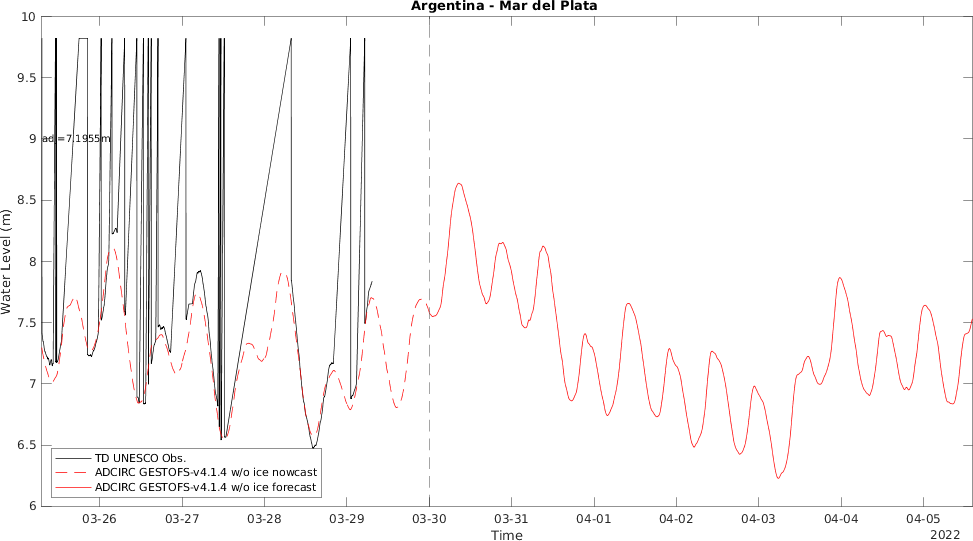 Argentina - Mar del Plata
10
9.5
9
8.5
8
7.5
7
6.5
6
Water Level (m)
ad =7.1955m
TD UNESCO Obs.
ADCIRC GESTOFS-v4.1.4 w/o ice nowcast
ADCIRC GESTOFS-v4.1.4 w/o ice forecast
03-26 03-27 03-28 03-29 03-30 03-31 04-01 04-02 04-03 04-04 04-05
Time
2022